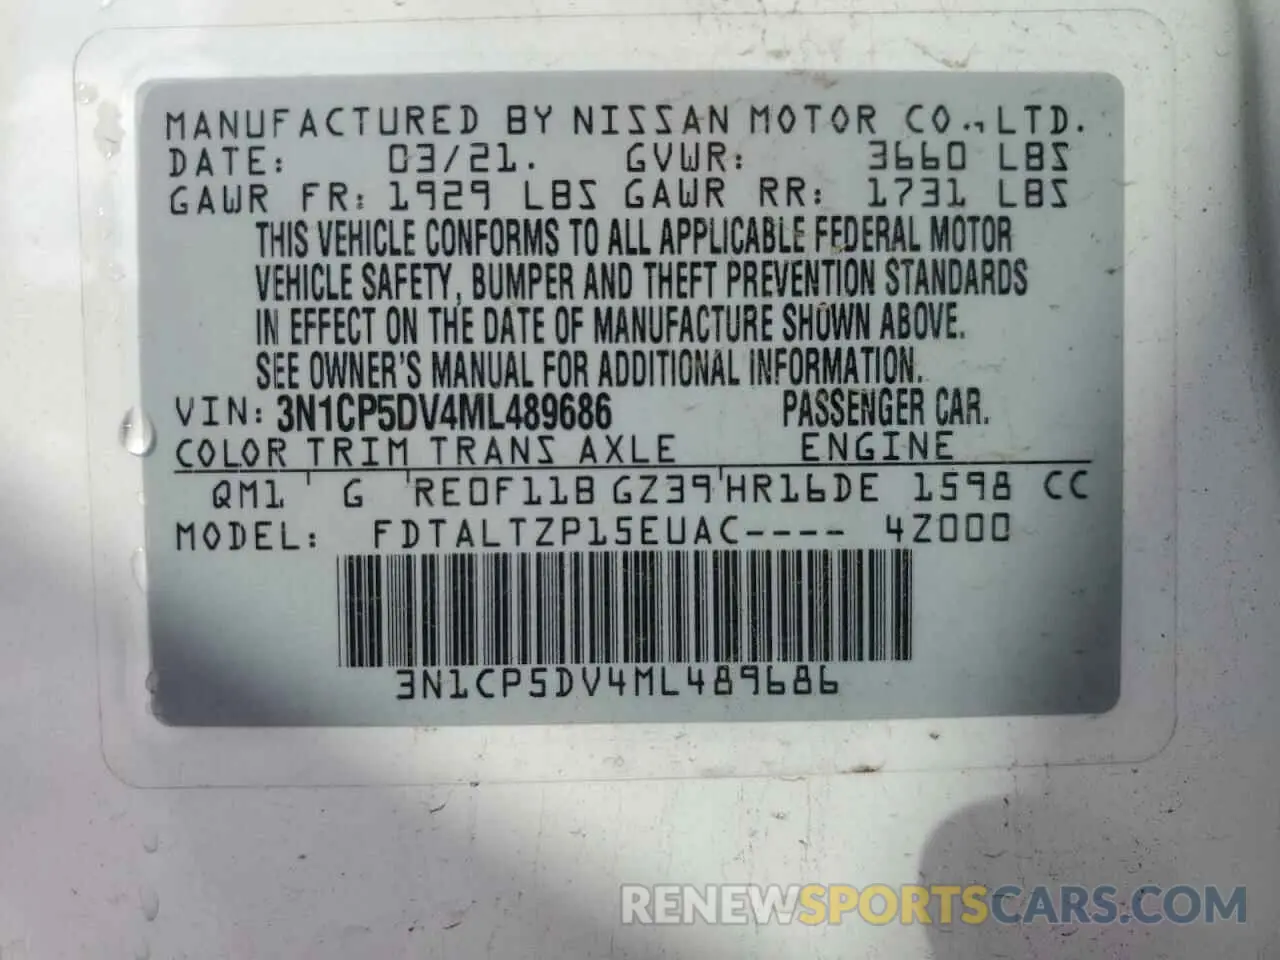 MANUFACTURED BY NISSAN MOTOR CO., LTD.
DATE: 03/21. GVWR: 3660 LBS
GAWR FR: 1929 LBS GAWR RR: 1731 LBS
THIS VEHICLE CONFORMS TO ALL APPLICABLE FEDERAL MOTOR
VEHICLE SAFETY, BUMPER AND THEFT PREVENTION STANDARDS
IN EFFECT ON THE DATE OF MANUFACTURE SHOWN ABOVE.
SEE OWNER'S MANUAL FOR ADDITIONAL INFORMATION.
VIN: 3N1CP5DV4ML489686 PASSENGER CAR.
COLOR TRIM TRANS AXLE ENGINE
QM1 G RE0F11B GZ39 HR16DE 1598 CC
MODEL: FDTALTZP15EUAC---- 4Z000
3N1CP5DV4ML489686
RENEWSPORTSCARS.COM